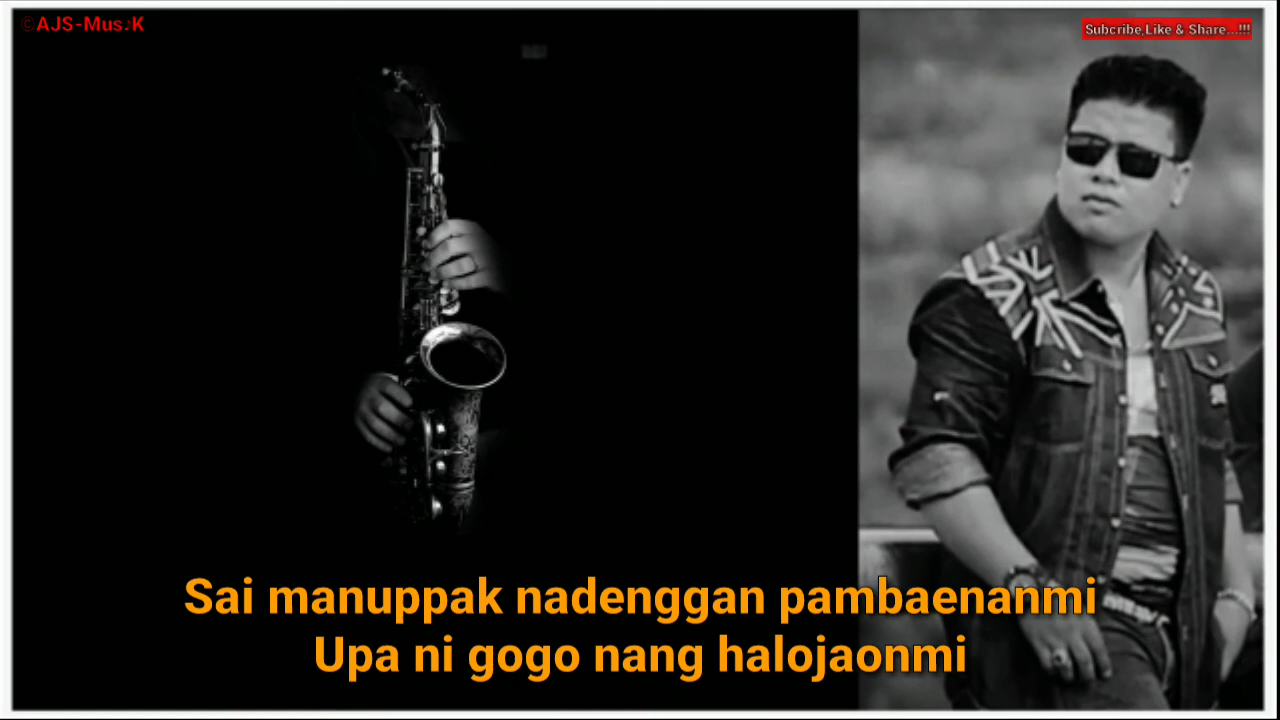 ©AJS-Mus♪K
Subcribe,Like & Share...!!!
Sai manuppak nadenggan pambaenanmi
Upa ni gogo nang halojaonmi